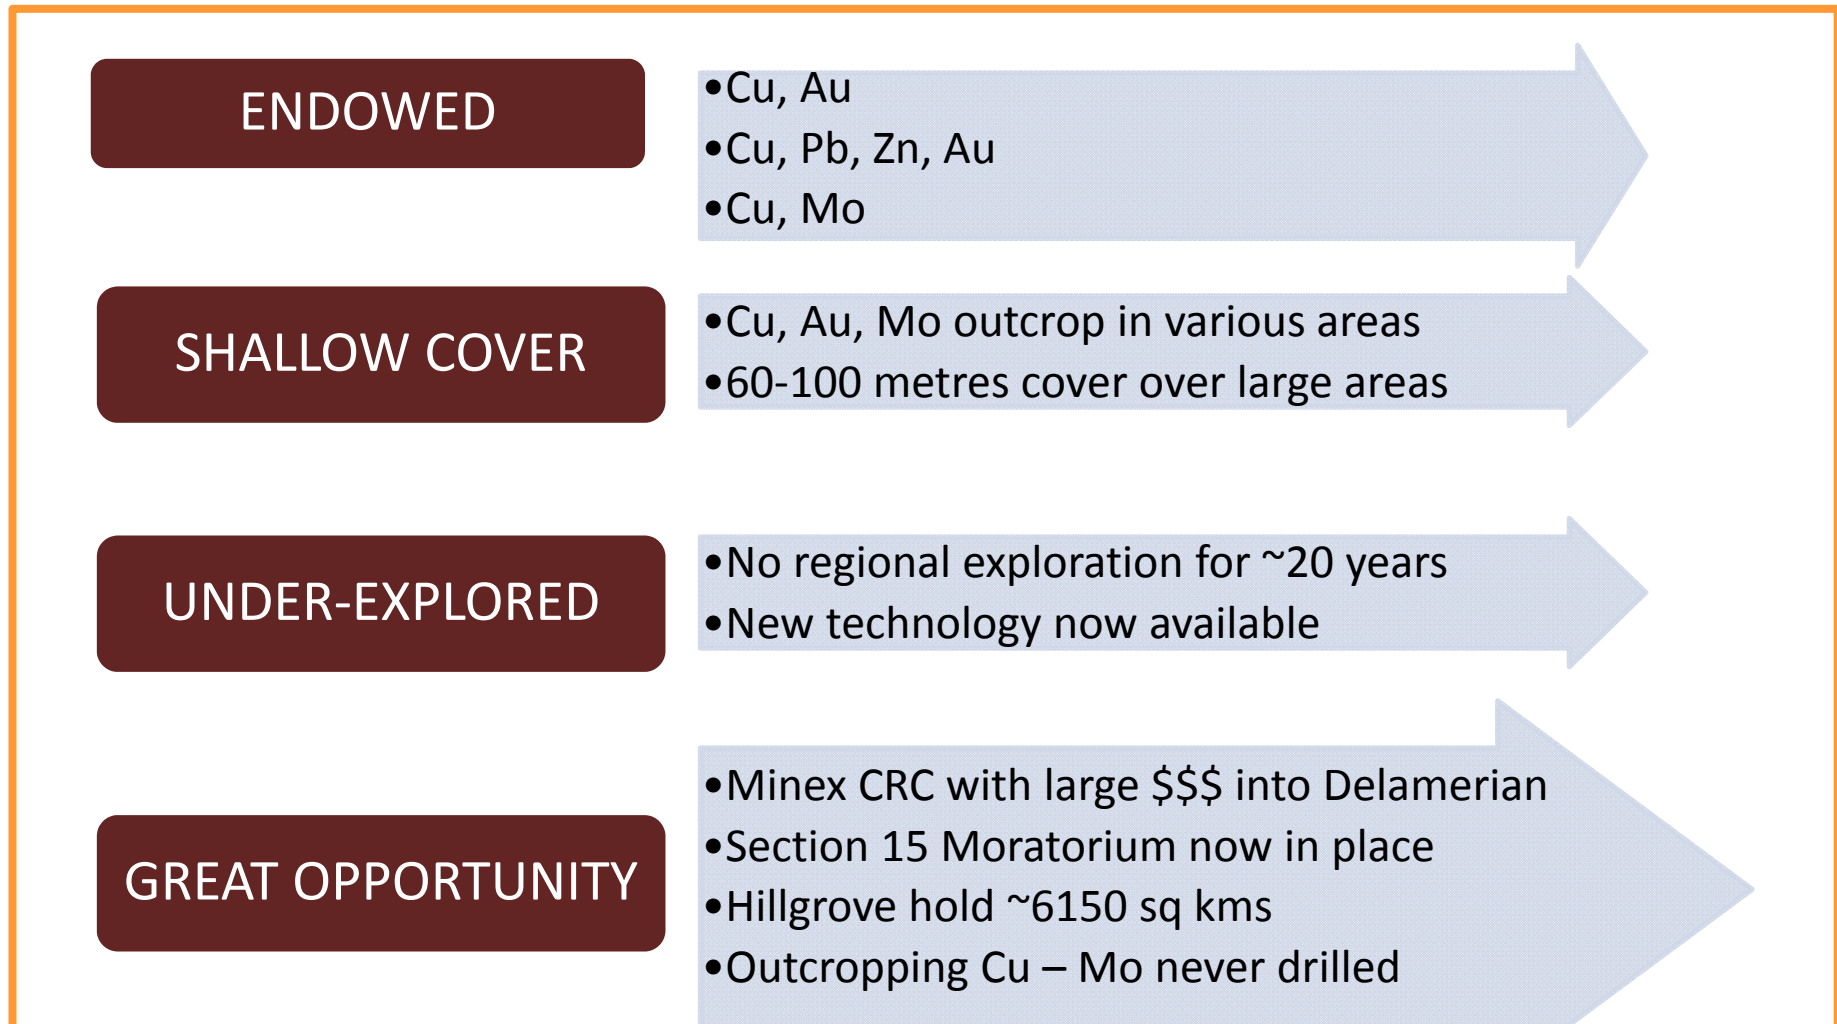 ENDOWED
•Cu, Au
•Cu, Pb, Zn, Au
•Cu, Mo
SHALLOW COVER
•Cu, Au, Mo outcrop in various areas
•60-100 metres cover over large areas
UNDER-EXPLORED
•No regional exploration for ~20 years
•New technology now available
GREAT OPPORTUNITY
•Minex CRC with large $$$ into Delamerian
•Section 15 Moratorium now in place
•Hillgrove hold ~6150 sq kms
•Outcropping Cu – Mo never drilled